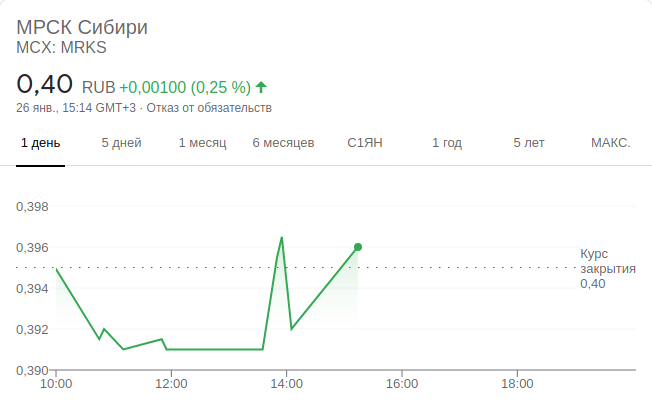 МРСК Сибири
MCX: MRKS
0,40 RUB +0,00100 (0,25 %)
26 янв., 15:14 GMT+3 · Отказ от обязательств
1 день 5 дней 1 месяц 6 месяцев С1ЯН 1 год 5 лет МАКС.
0,398
0,396
0,394
0,392
0,390
Курс
закрытия
0,40
10:00 12:00 14:00 16:00 18:00